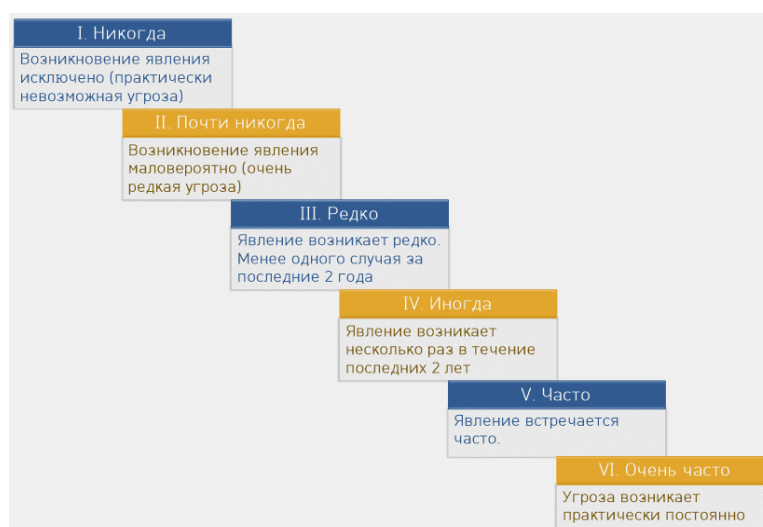 I. Никогда
Возникновение явления
исключено (практически
невозможная угроза)
II. Почти никогда
Возникновение явления
маловероятно (очень
редкая угроза)
III. Редко
Явление возникает редко.
Менее одного случая за
последние 2 года
IV. Иногда
Явление возникает
несколько раз в течение
последних 2 лет
V. Часто
Явление встречается
часто.
VI. Очень часто
Угроза возникает
практически постоянно